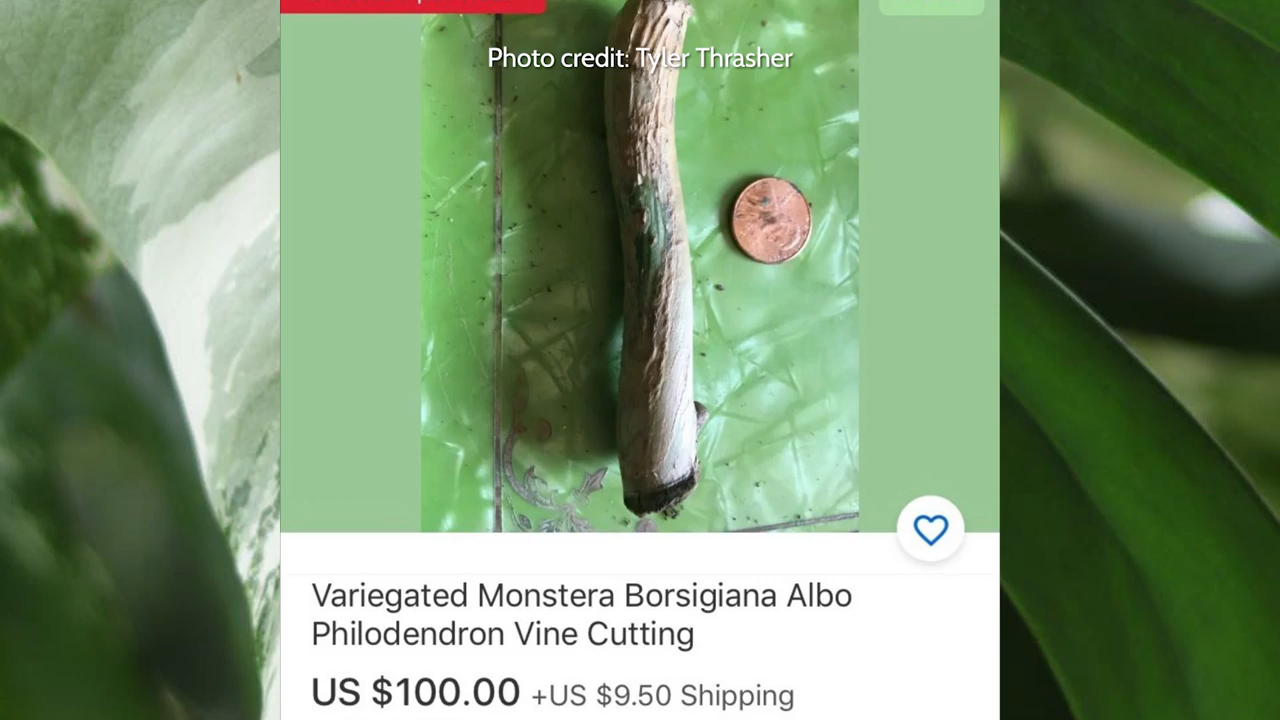 Photo credit: Tyler Thrasher
Variegated Monstera Borsigiana Albo
Philodendron Vine Cutting
US $100.00 +US $9.50 Shipping